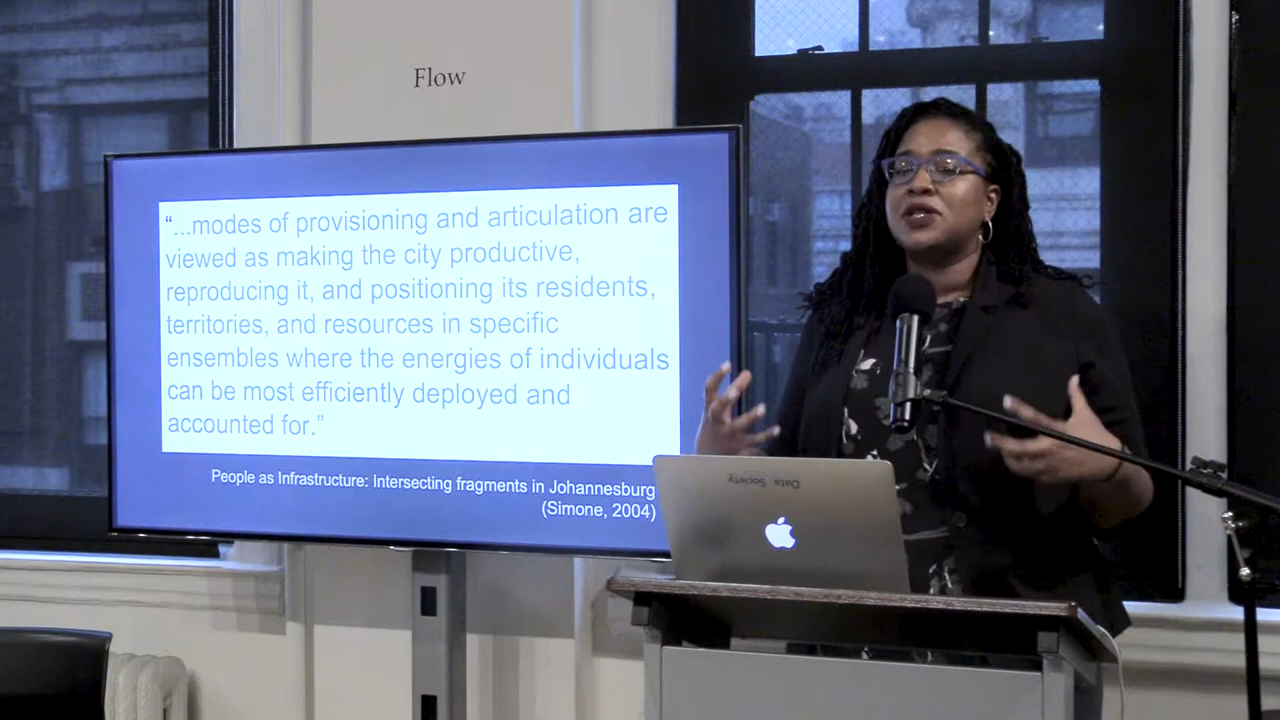 Flow
“...modes of provisioning and articulation are
viewed as making the city productive,
reproducing it, and positioning its residents,
territories, and resources in specific
ensembles where the energies of individuals
can be most efficiently deployed and
accounted for.”
People as Infrastructure: Intersecting fragments in Johannesburg
(Simone, 2004)
Data Society